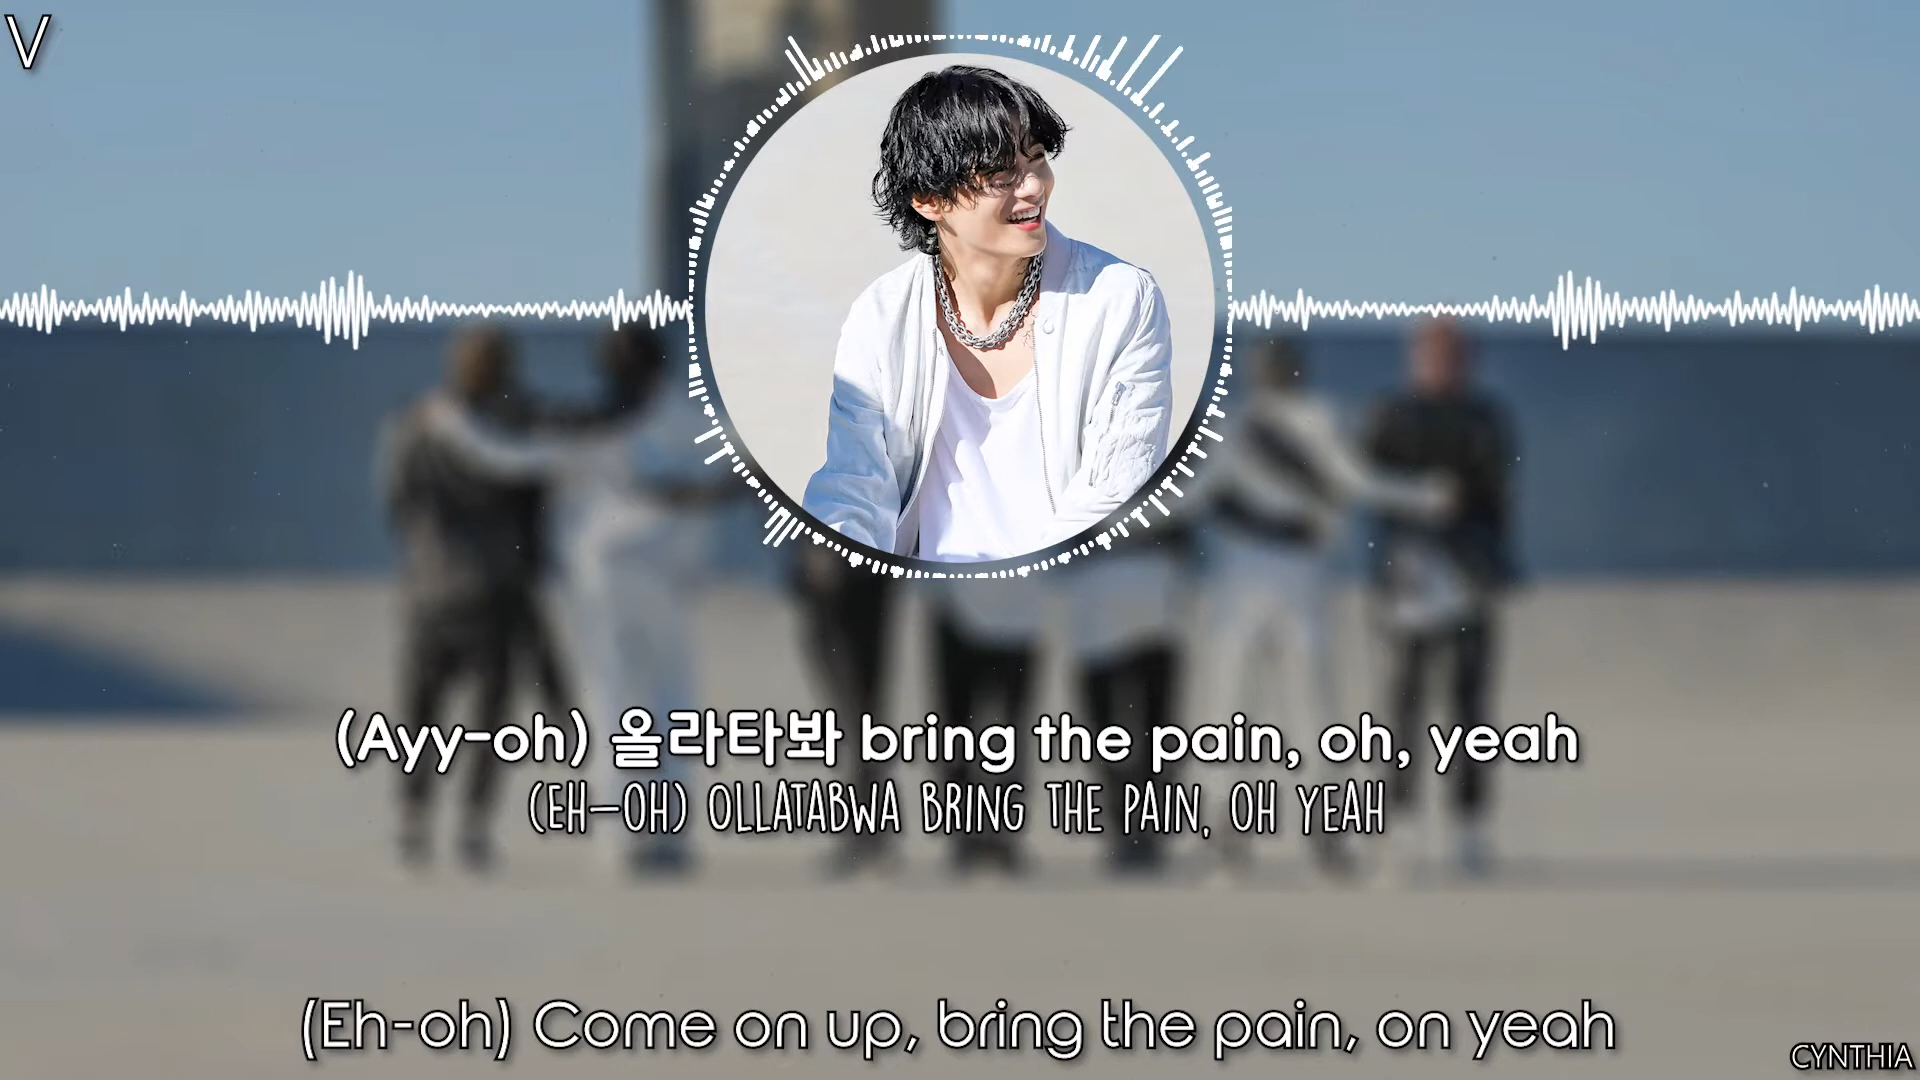 V
(Ayy-oh) 올라타봐 bring the pain, oh, yeah
(EH-OH) OLLATABWA BRING THE PAIN, OH YEAH
(Eh-oh) Come on up, bring the pain, on yeah
CYNTHIA